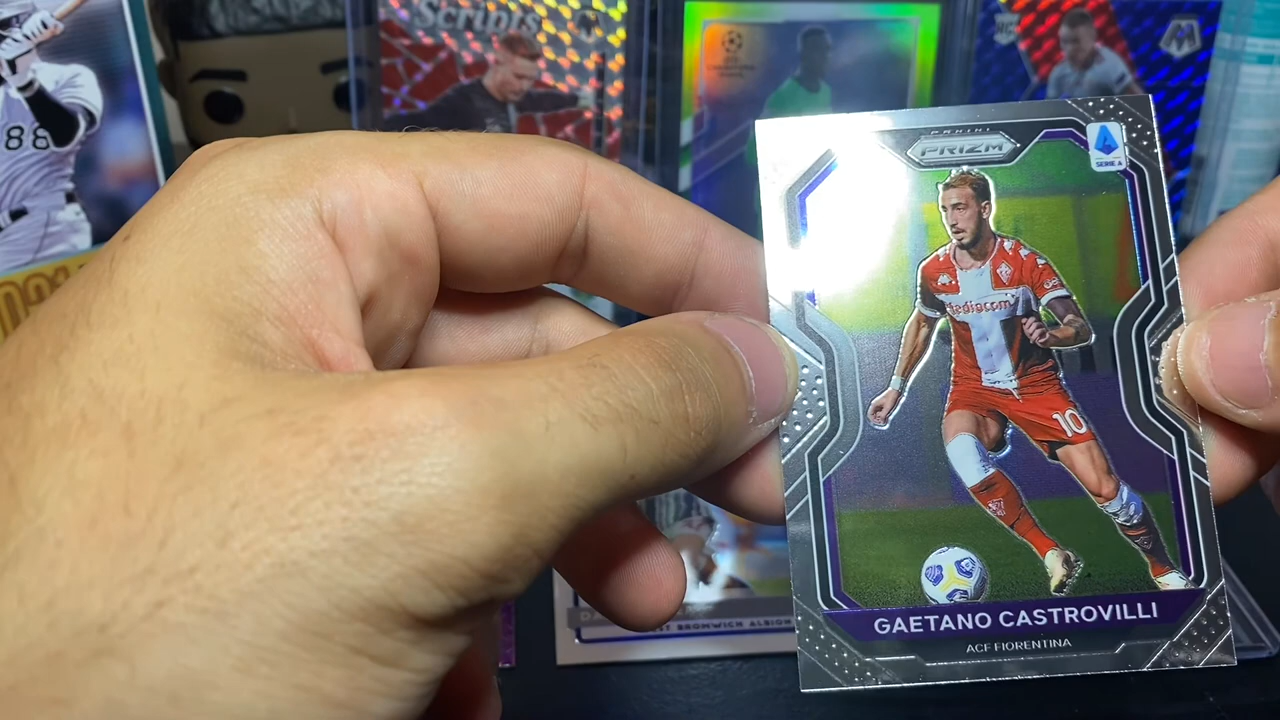 Scripts
88
PANINI
PRIZM
SERIE A
mediacom
10
GAETANO CASTROVILLI
ACF FIORENTINA
WEST BROMWICH ALBION